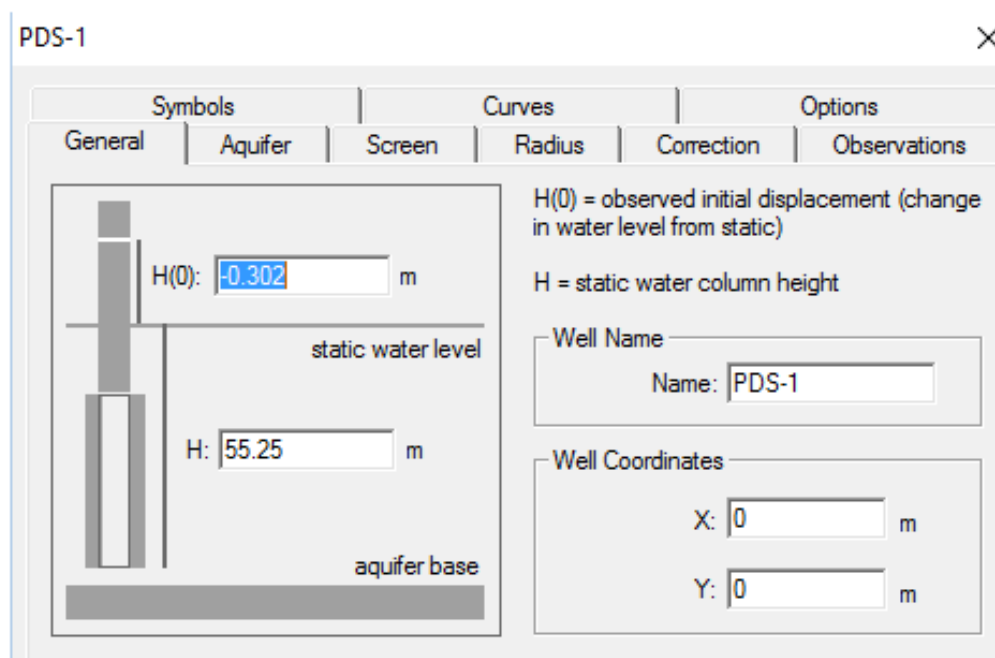 PDS-1
Symbols Curves Options
General Aquifer Screen Radius Correction Observations
H(0): -0.302 m
static water level
H: 55.25 m
aquifer base
H(0) = observed initial displacement (change
in water level from static)
H = static water column height
Well Name
Name: PDS-1
Well Coordinates
X: 0 m
Y: 0 m